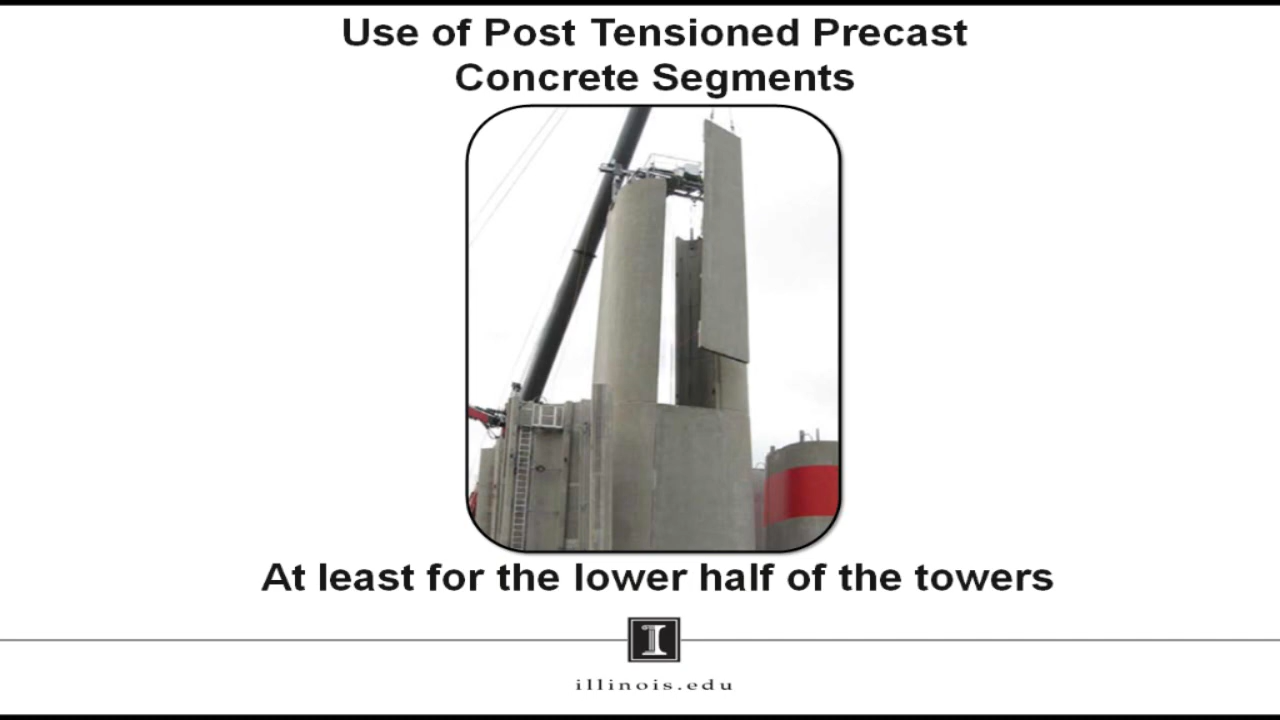 Use of Post Tensioned Precast
Concrete Segments
At least for the lower half of the towers
I
illinois.edu